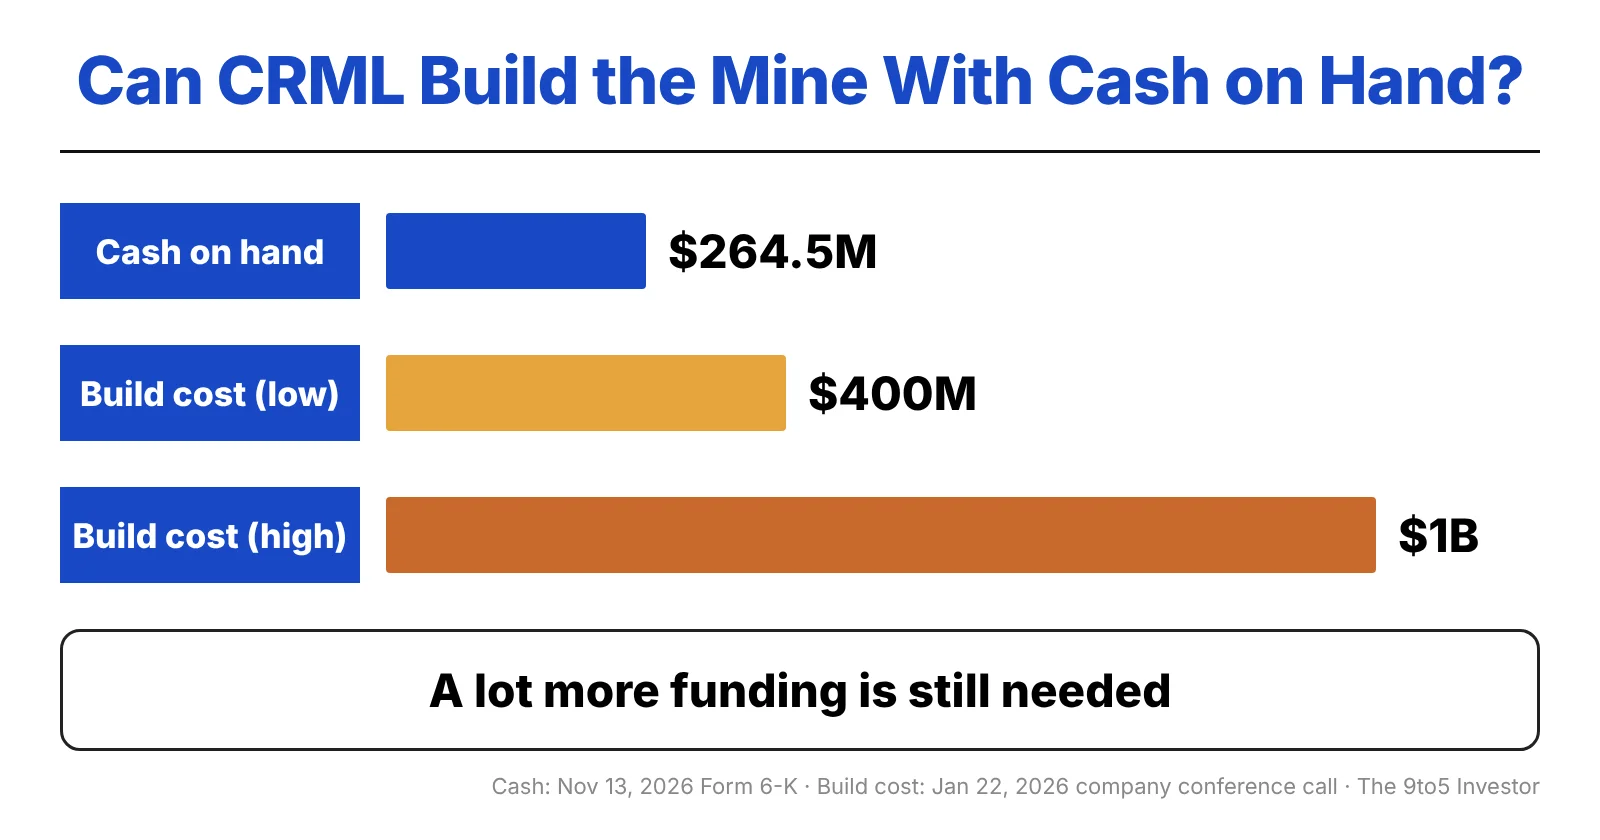 Can CRML Build the Mine With Cash on Hand?
Cash on hand
$264.5M
Build cost (low)
$400M
Build cost (high)
$1B
A lot more funding is still needed
Cash: Nov 13, 2026 Form 6-K · Build cost: Jan 22, 2026 company conference call · The 9to5 Investor